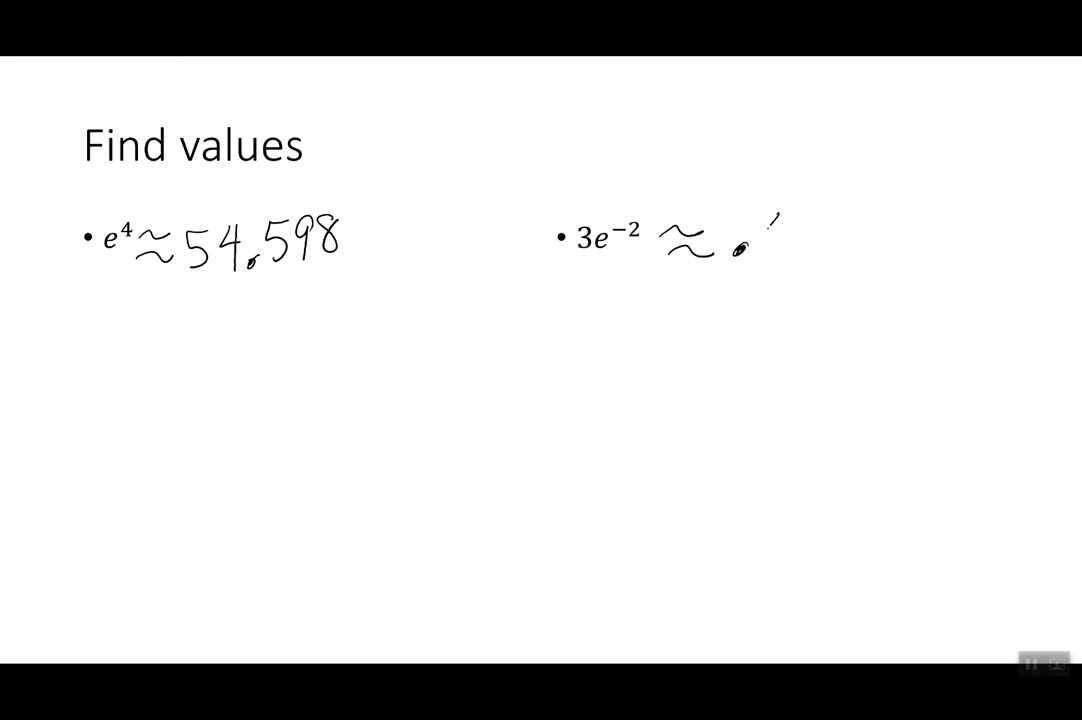 Find values
• e⁴ ≈ 54.598
• 3e⁻² ≈ .